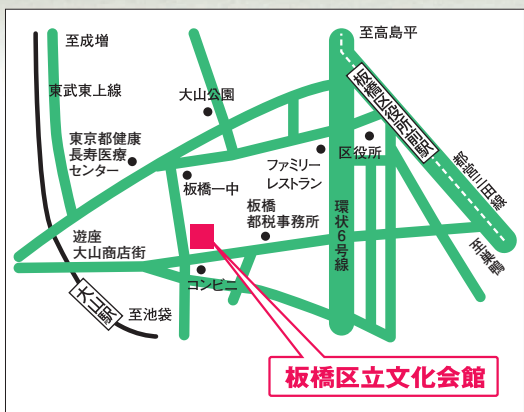 至成増
至高島平
東武東上線
大山公園
板橋区役所前駅
東京都健康
長寿医療
センター
区役所
都営三田線
ファミリー
レストラン
板橋一中
板橋
都税事務所
環状6号線
遊座
大山商店街
至巣鴨
コンビニ
大山駅
至池袋
板橋区立文化会館